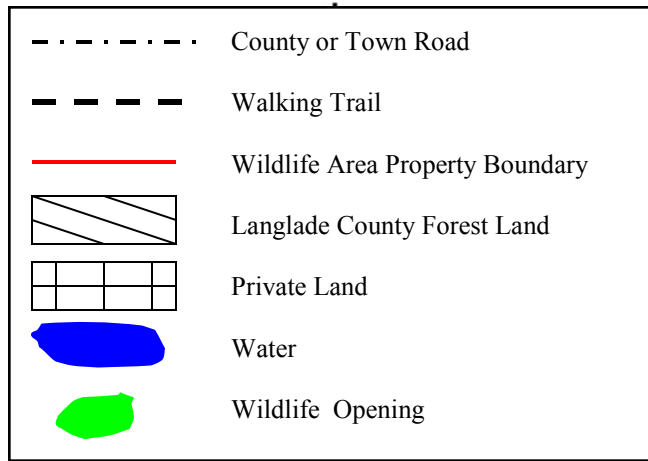 County or Town Road
Walking Trail
Wildlife Area Property Boundary
Langlade County Forest Land
Private Land
Water
Wildlife  Opening